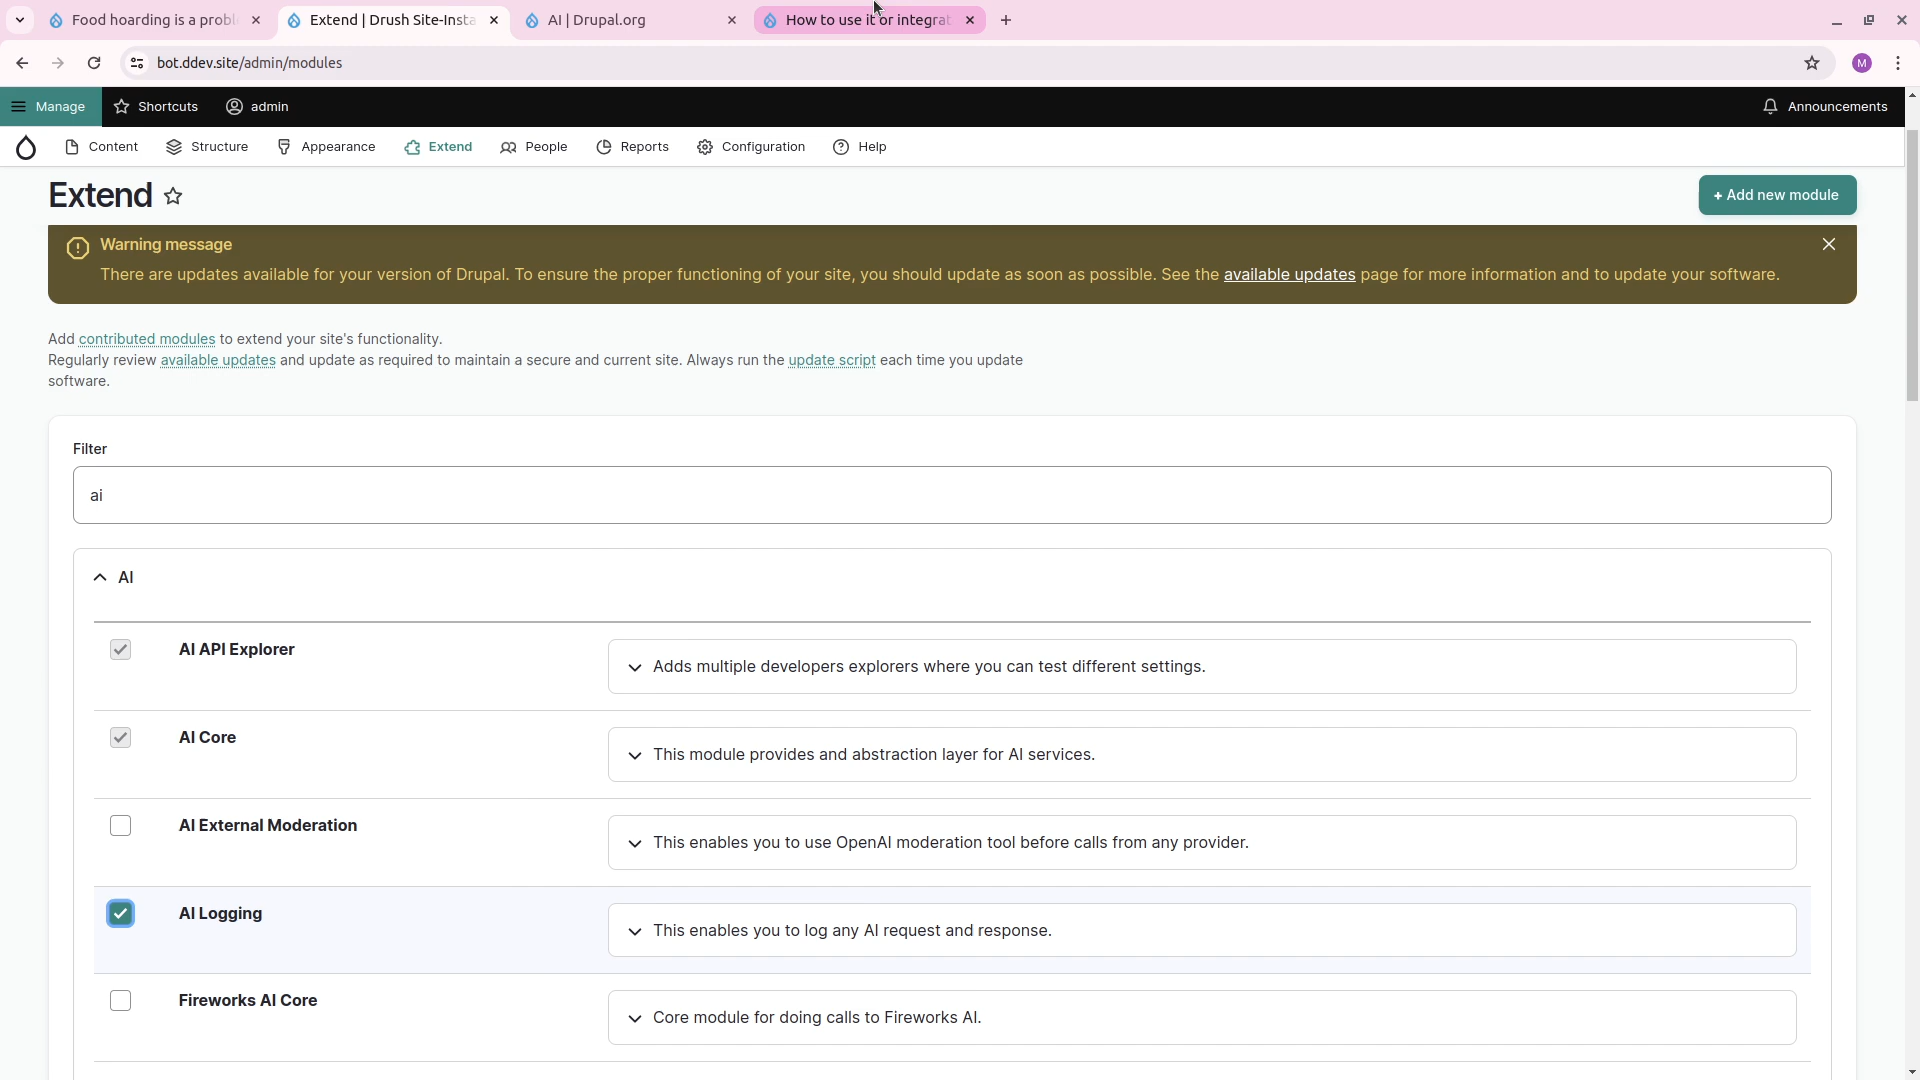 Food hoarding is a probl
Extend | Drush Site-Insta
AI | Drupal.org
How to use it or integrat
bot.ddev.site/admin/modules
M
Manage
Shortcuts
admin
Announcements
Content
Structure
Appearance
Extend
People
Reports
Configuration
Help
Extend
+ Add new module
Warning message
There are updates available for your version of Drupal. To ensure the proper functioning of your site, you should update as soon as possible. See the available updates page for more information and to update your software.
Add contributed modules to extend your site's functionality.
Regularly review available updates and update as required to maintain a secure and current site. Always run the update script each time you update
software.
Filter
ai
AI
AI API Explorer
Adds multiple developers explorers where you can test different settings.
AI Core
This module provides and abstraction layer for AI services.
AI External Moderation
This enables you to use OpenAI moderation tool before calls from any provider.
AI Logging
This enables you to log any AI request and response.
Fireworks AI Core
Core module for doing calls to Fireworks AI.